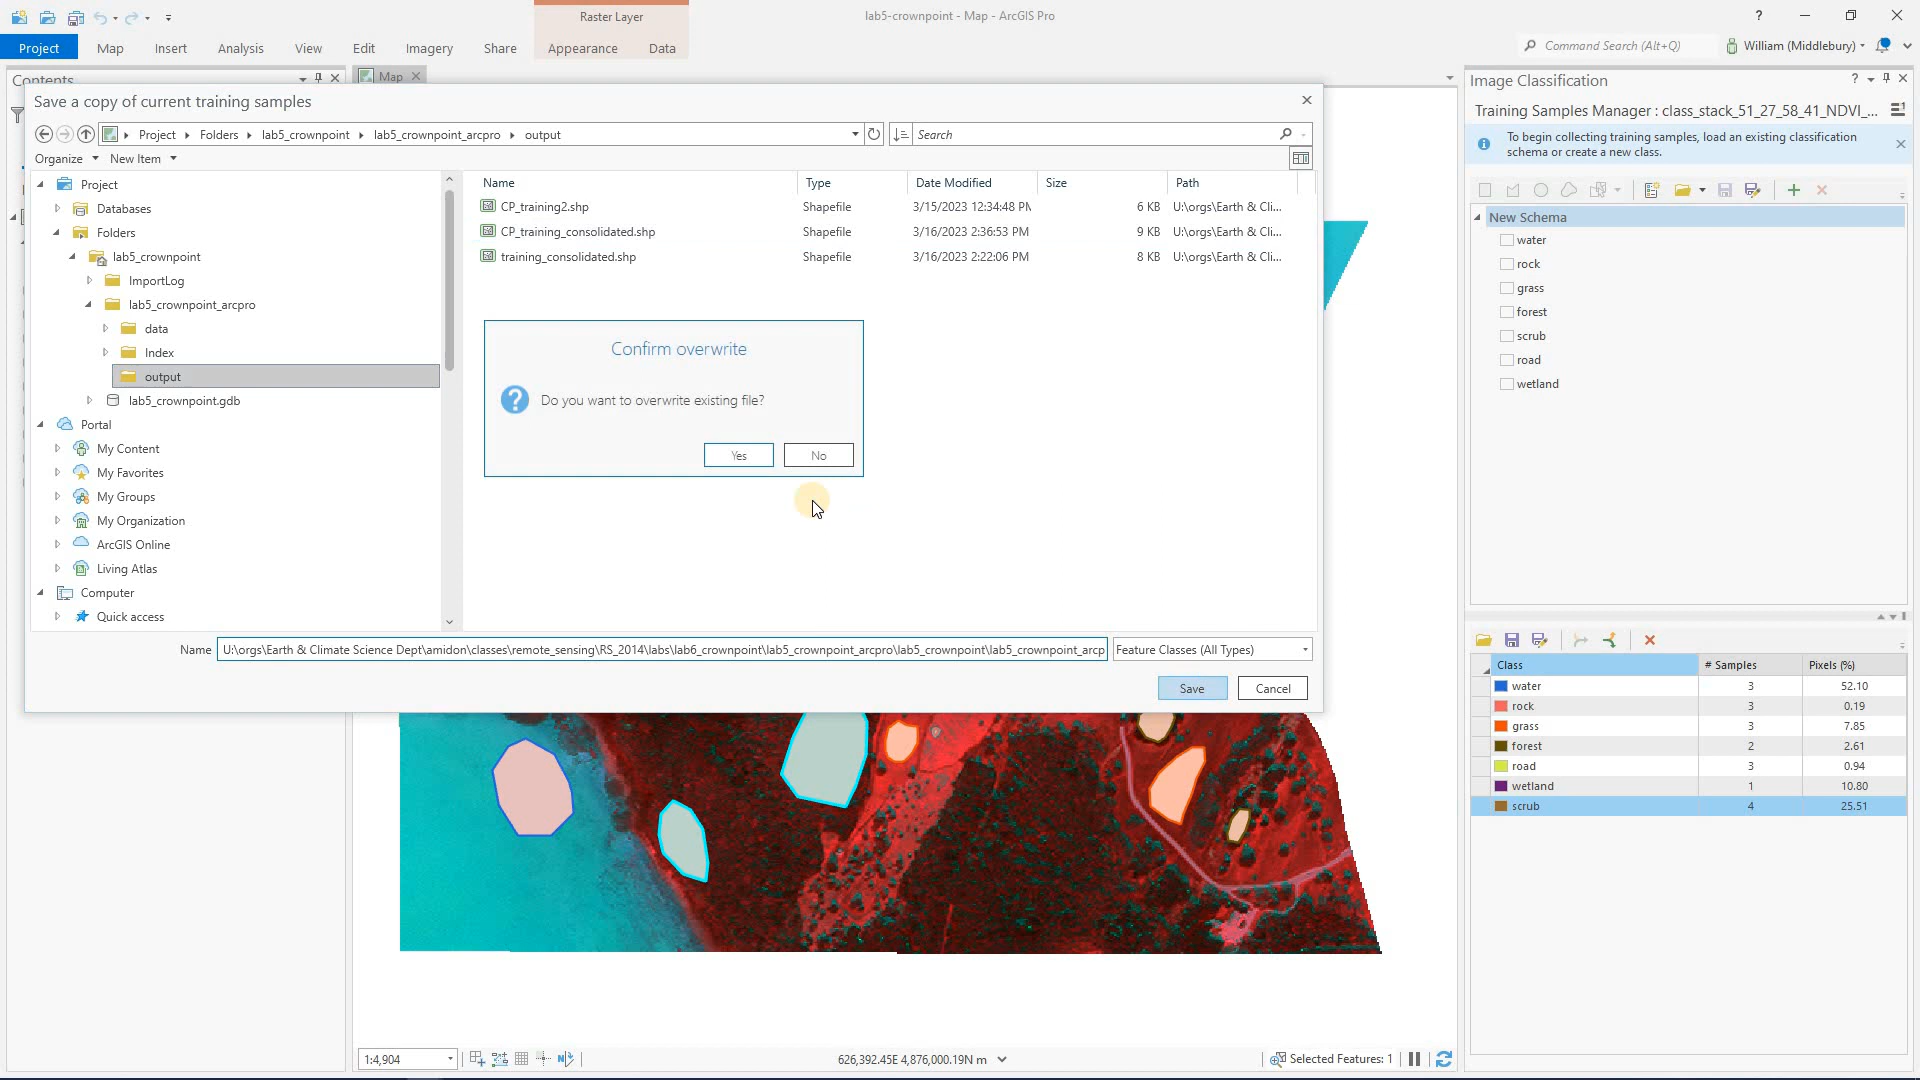 Raster Layer
lab5-crownpoint - Map - ArcGIS Pro
?
Project
Map
Insert
Analysis
View
Edit
Imagery
Share
Appearance
Data
Command Search (Alt+Q)
William (Middlebury)
Contents
Map
Image Classification
?
Training Samples Manager : class_stack_51_27_58_41_NDVI_...
To begin collecting training samples, load an existing classification
schema or create a new class.
New Schema
water
rock
grass
forest
scrub
road
wetland
Save a copy of current training samples
Project
Folders
lab5_crownpoint
lab5_crownpoint_arcpro
output
Search
Organize
New Item
Project
Databases
Folders
lab5_crownpoint
ImportLog
lab5_crownpoint_arcpro
data
Index
output
lab5_crownpoint.gdb
Portal
My Content
My Favorites
My Groups
My Organization
ArcGIS Online
Living Atlas
Computer
Quick access
Name Type Date Modified Size Path
CP_training2.shp Shapefile 3/15/2023 12:34:48 PM 6 KB U:\orgs\Earth & Cli...
CP_training_consolidated.shp Shapefile 3/16/2023 2:36:53 PM 9 KB U:\orgs\Earth & Cli...
training_consolidated.shp Shapefile 3/16/2023 2:22:06 PM 8 KB U:\orgs\Earth & Cli...
Confirm overwrite
Do you want to overwrite existing file?
Yes
No
Name U:\orgs\Earth & Climate Science Dept\amidon\classes\remote_sensing\RS_2014\labs\lab6_crownpoint\lab5_crownpoint_arcpro\lab5_crownpoint\lab5_crownpoint_arcp
Feature Classes (All Types)
Save
Cancel
Class # Samples Pixels (%)
water 3 52.10
rock 3 0.19
grass 3 7.85
forest 2 2.61
road 3 0.94
wetland 1 10.80
scrub 4 25.51
1:4,904
626,392.45E 4,876,000.19N m
Selected Features: 1